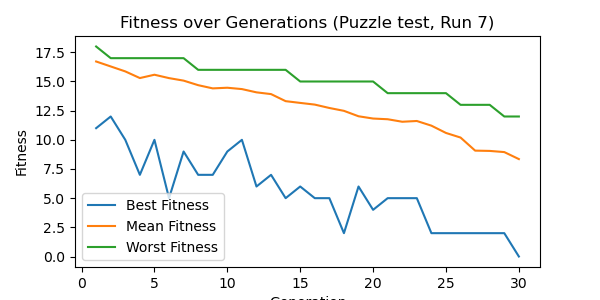 Fitness over Generations (Puzzle test, Run 7)
Fitness
17.5
15.0
12.5
10.0
7.5
5.0
2.5
0.0
Best Fitness
Mean Fitness
Worst Fitness
0 5 10 15 20 25 30
Generation